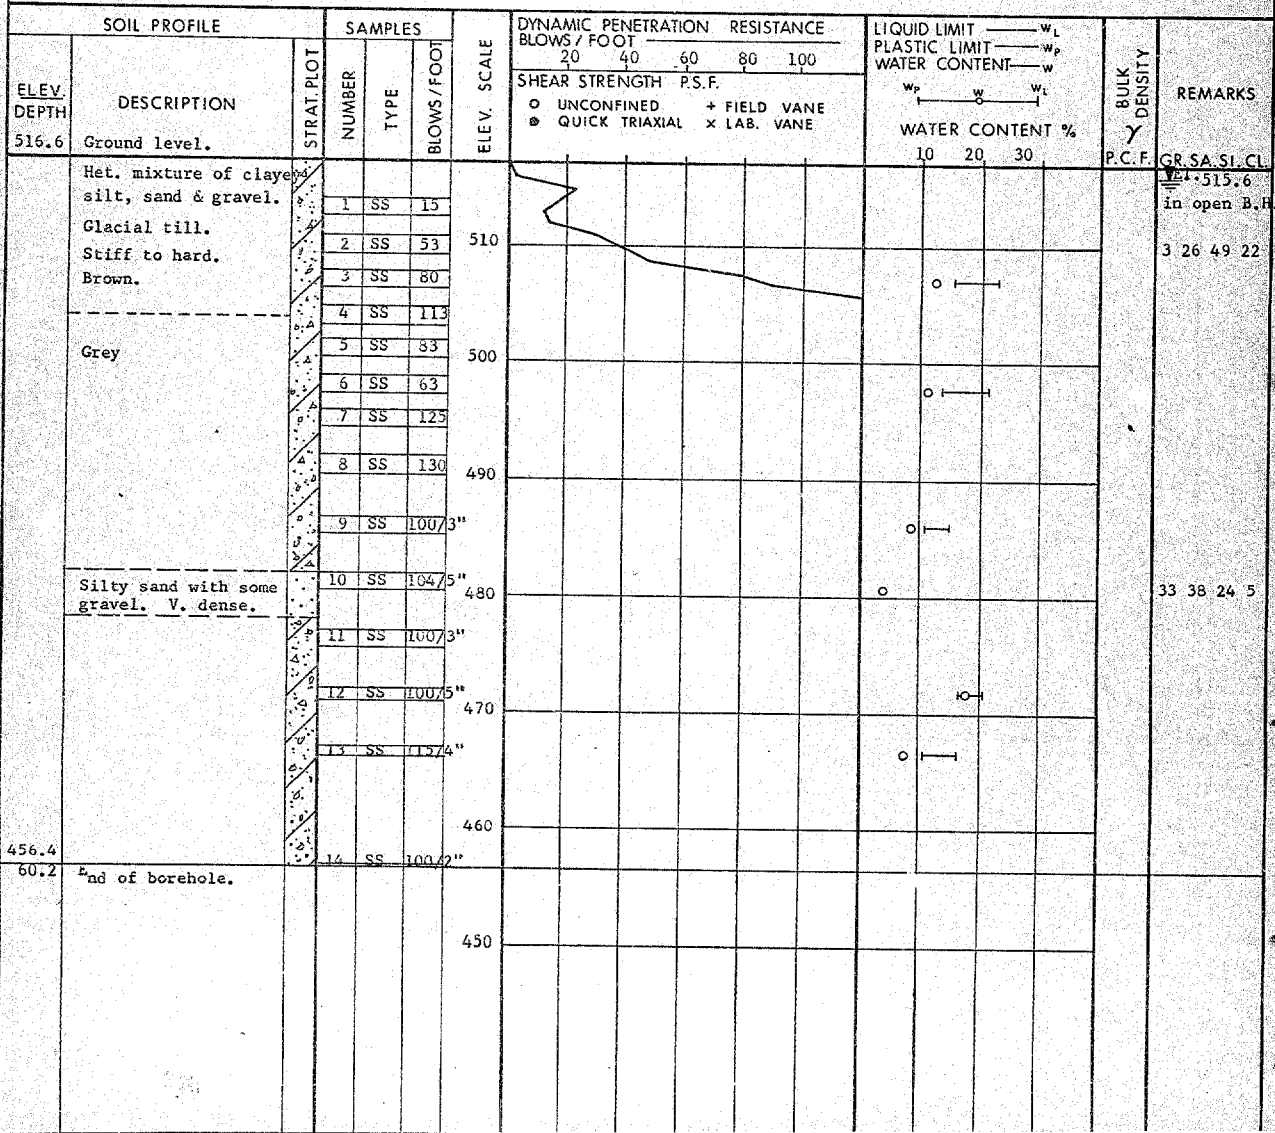 SOIL PROFILE
SAMPLES
ELEV. SCALE
DYNAMIC PENETRATION RESISTANCE
BLOWS / FOOT
20 40 60 80 100
SHEAR STRENGTH P.S.F.
O UNCONFINED + FIELD VANE
QUICK TRIAXIAL x LAB. VANE
LIQUID LIMIT wL
PLASTIC LIMIT wP
WATER CONTENT w
wP w wL
WATER CONTENT %
10 20 30
BULK DENSITY
γ
P.C.F.
REMARKS
GR. SA. SI. CL.
ELEV.
DEPTH
DESCRIPTION
STRAT PLOT
NUMBER
TYPE
BLOWS / FOOT
516.6 Ground level.
Het. mixture of clayey
silt, sand & gravel.
Glacial till.
Stiff to hard.
Brown.
Grey
Silty sand with some
gravel. V. dense.
456.4
60.2 End of borehole.
1 SS 15
2 SS 53
3 SS 80
4 SS 113
5 SS 83
6 SS 63
7 SS 125
8 SS 130
9 SS 100/3"
10 SS 104/5"
11 SS 100/3"
12 SS 100/5"
13 SS 115/4"
14 SS 100/2"
510
500
490
480
470
460
450
El. 515.6
in open B.H
3 26 49 22
33 38 24 5